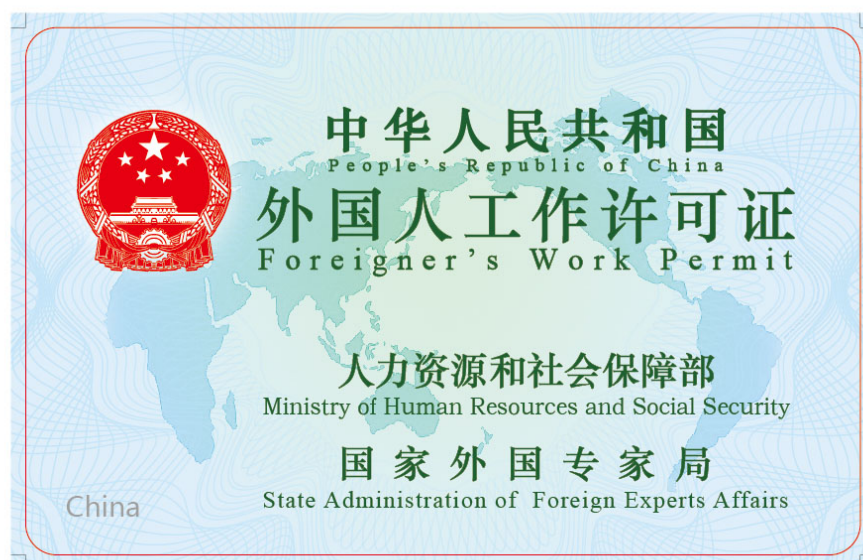 中华人民共和国
People's Republic of China
外国人工作许可证
Foreigner's Work Permit
人力资源和社会保障部
Ministry of Human Resources and Social Security
国家外国专家局
State Administration of Foreign Experts Affairs
China